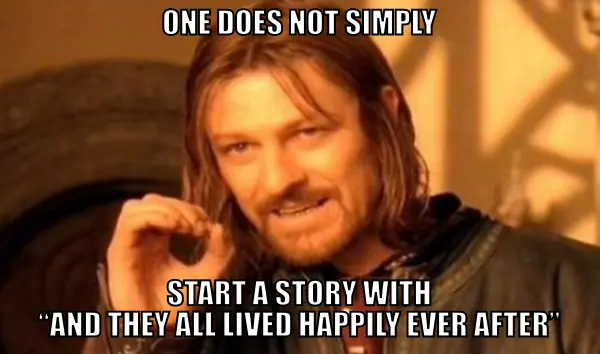 ONE DOES NOT SIMPLY
START A STORY WITH
“AND THEY ALL LIVED HAPPILY EVER AFTER”